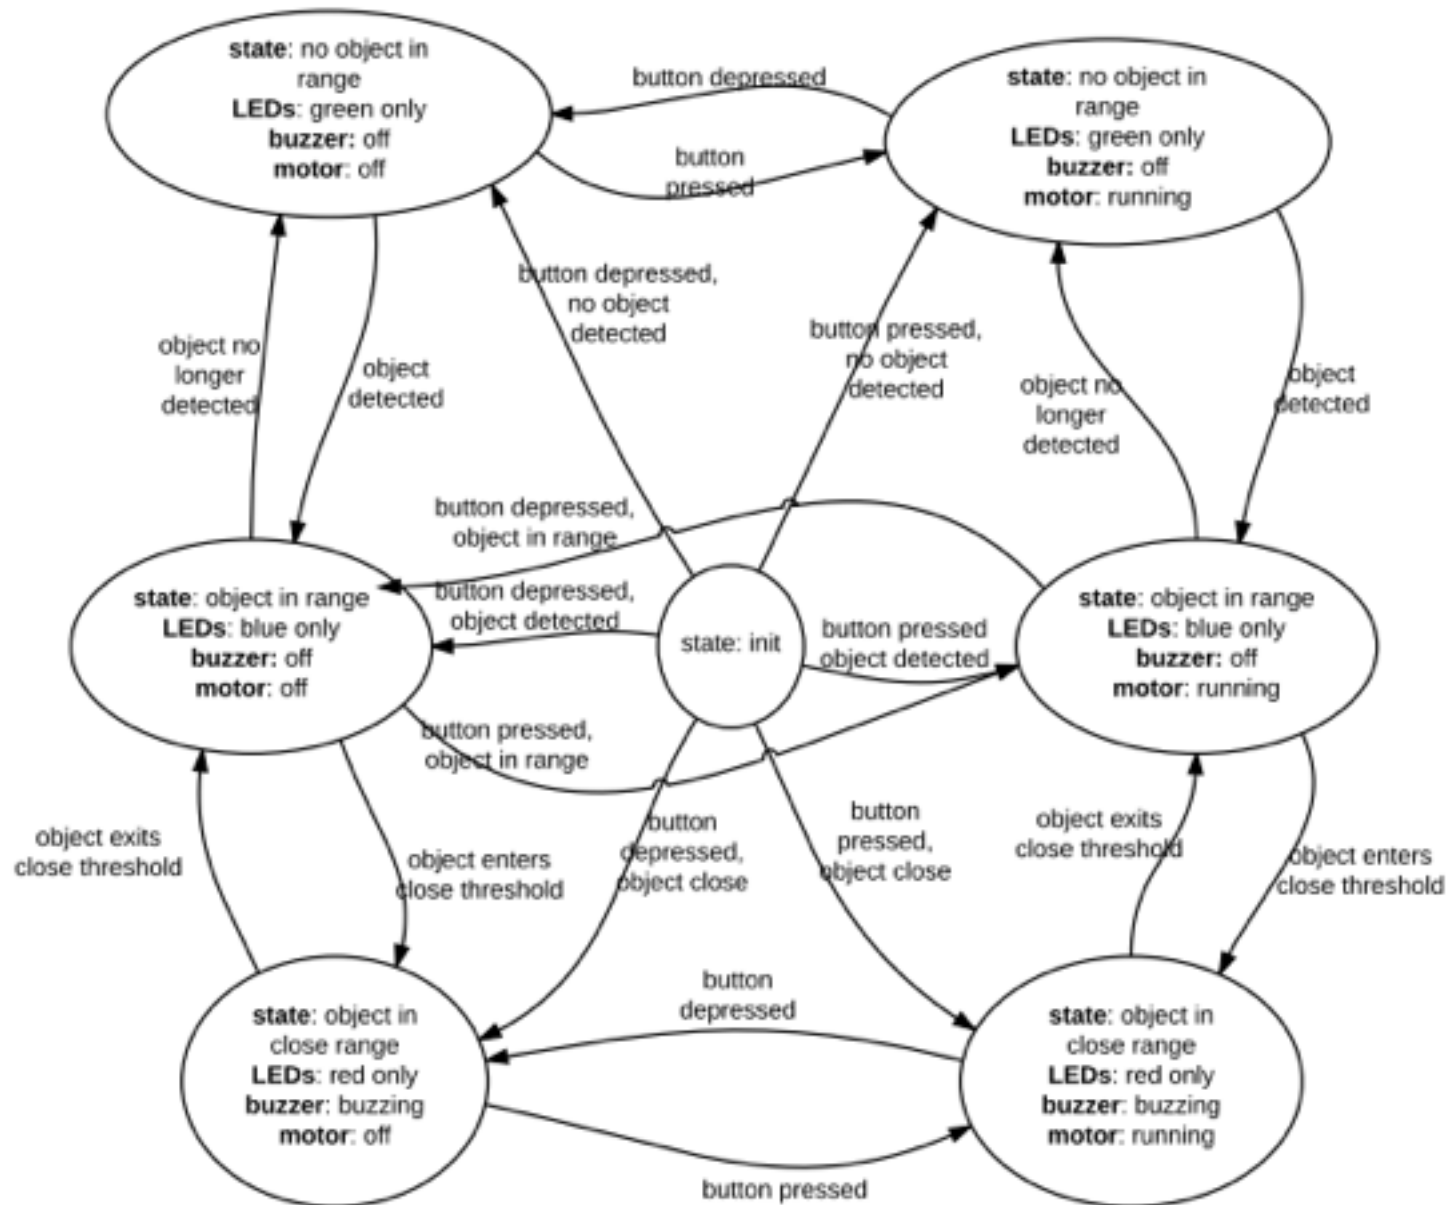 state: no object in
range
LEDs: green only
buzzer: off
motor: off
button depressed
button
pressed
state: no object in
range
LEDs: green only
buzzer: off
motor: running
button depressed,
no object
detected
button pressed,
no object
detected
object no
longer
detected
object
detected
object no
longer
detected
object
detected
button depressed,
object in range
state: object in range
LEDs: blue only
buzzer: off
motor: off
button depressed,
object detected
state: init
button pressed
object detected
state: object in range
LEDs: blue only
buzzer: off
motor: running
button pressed,
object in range
object exits
close threshold
object enters
close threshold
button
depressed,
object close
button
pressed,
object close
object exits
close threshold
object enters
close threshold
state: object in
close range
LEDs: red only
buzzer: buzzing
motor: off
button
depressed
button pressed
state: object in
close range
LEDs: red only
buzzer: buzzing
motor: running